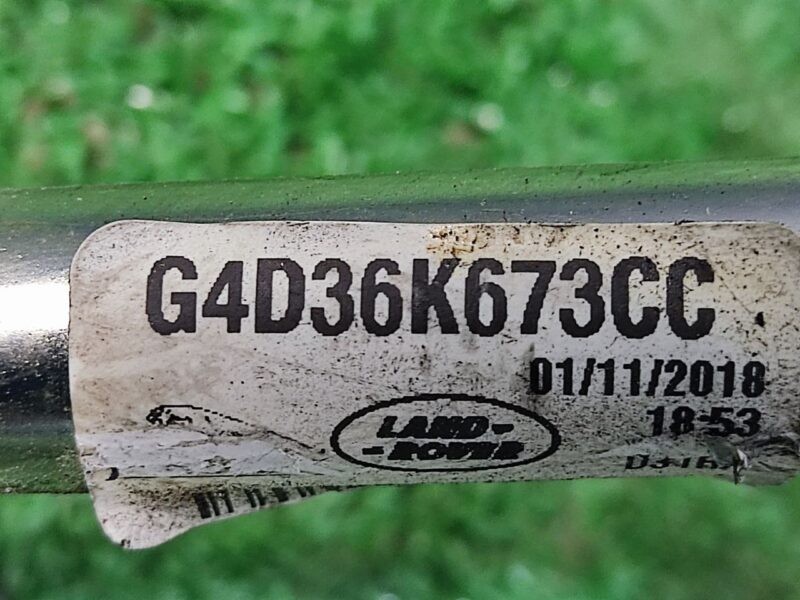 G4D36K673CC
01/11/2018
18:53
LAND-
-ROVER